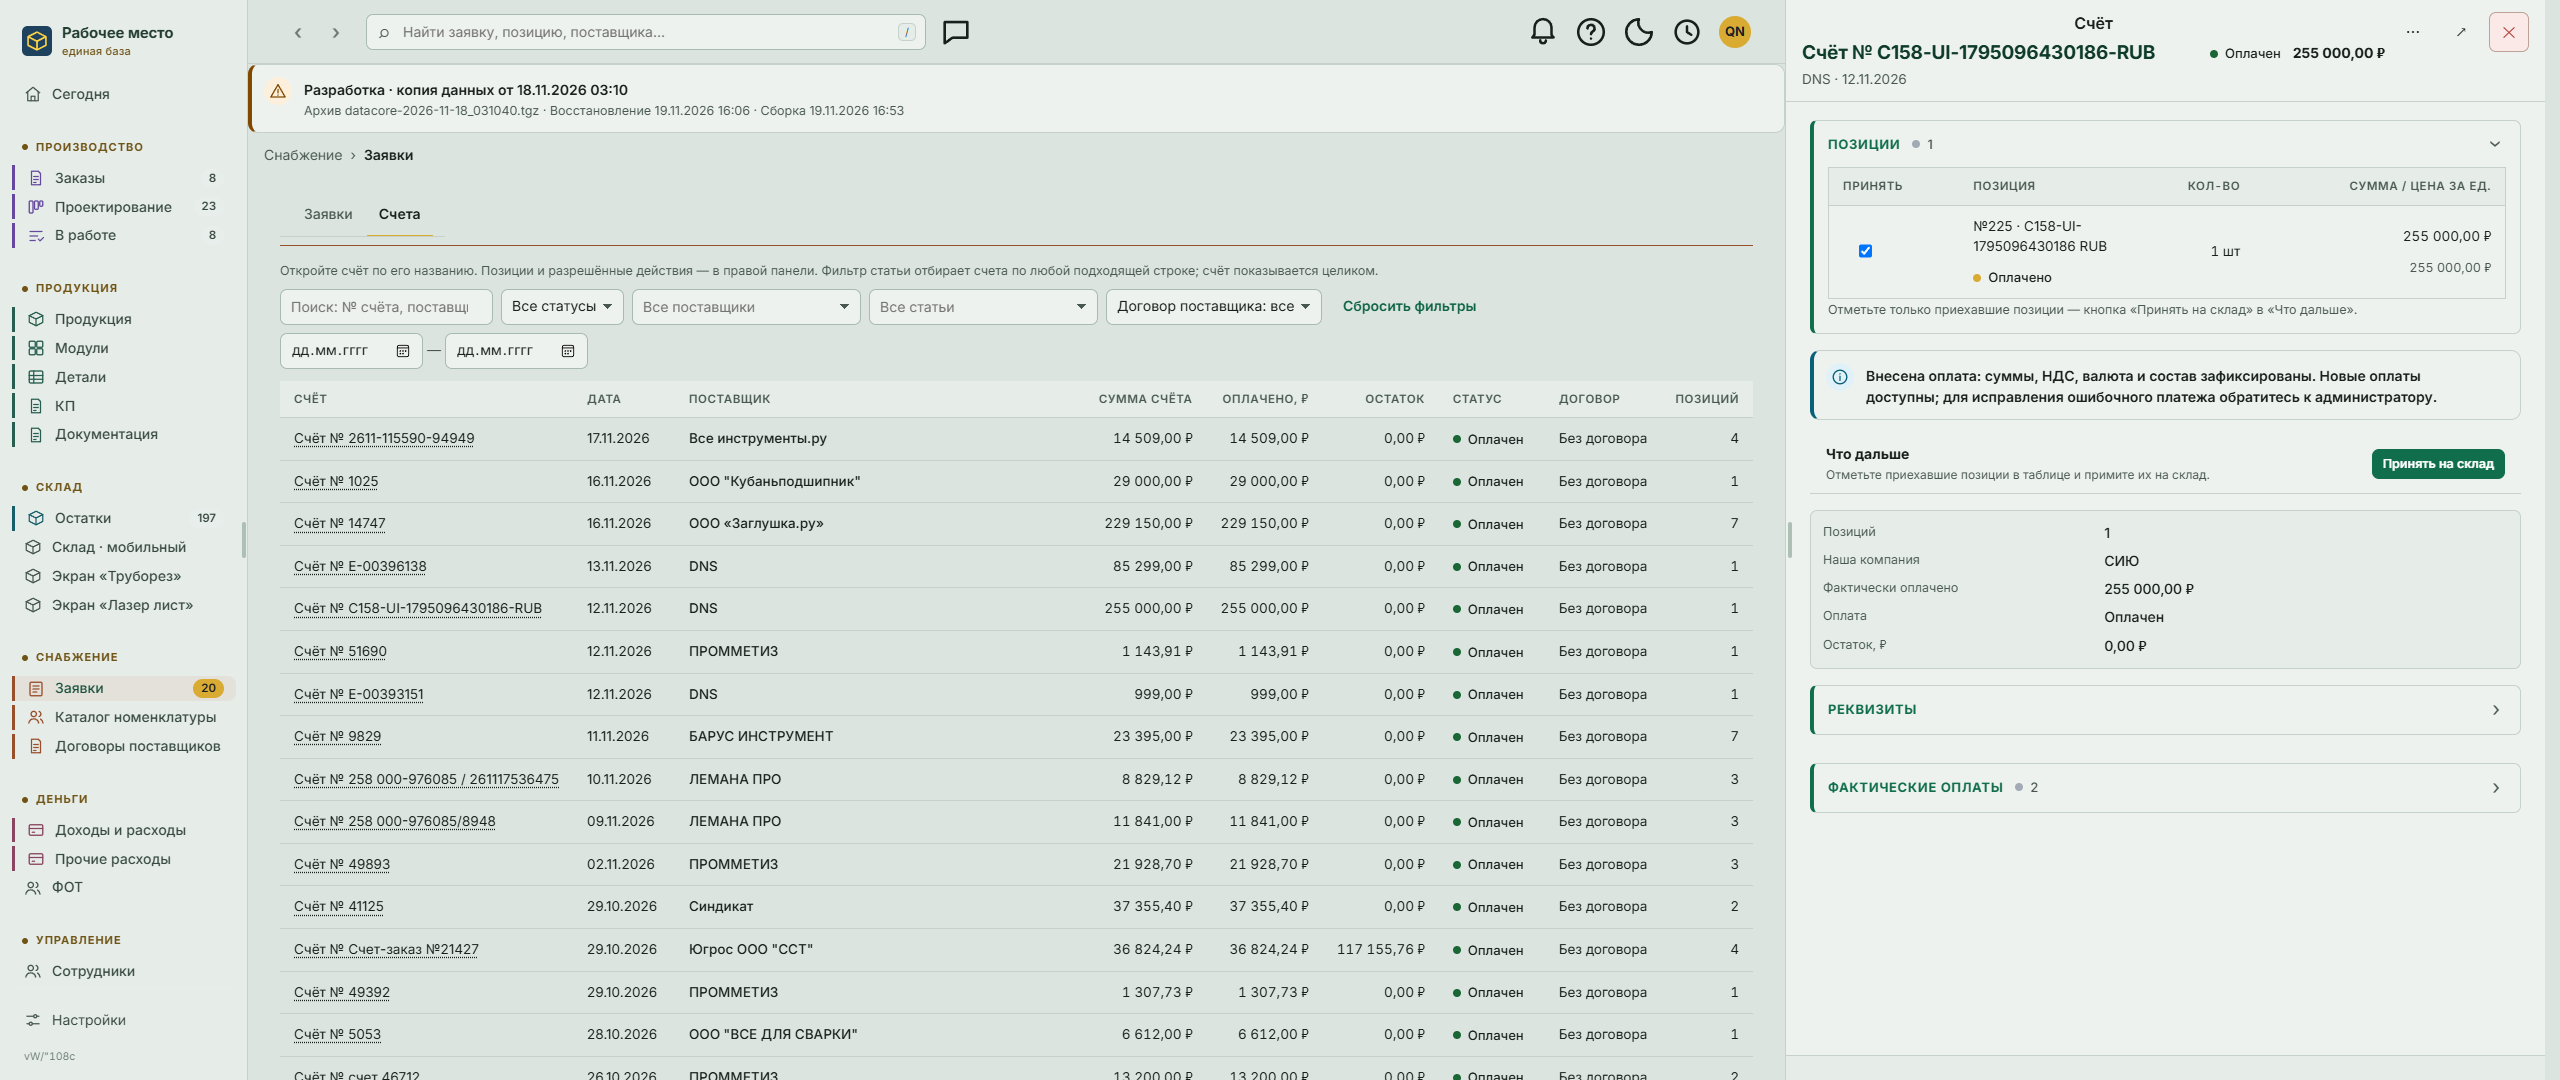 Рабочее место
единая база
Сегодня
ПРОИЗВОДСТВО
Заказы 8
Проектирование 23
В работе 8
ПРОДУКЦИЯ
Продукция
Модули
Детали
КП
Документация
СКЛАД
Остатки 197
Склад · мобильный
Экран «Труборез»
Экран «Лазер лист»
СНАБЖЕНИЕ
Заявки 20
Каталог номенклатуры
Договоры поставщиков
ДЕНЬГИ
Доходы и расходы
Прочие расходы
ФОТ
УПРАВЛЕНИЕ
Сотрудники
Настройки
vW/"108c
Найти заявку, позицию, поставщика... /
QN
Разработка · копия данных от 18.11.2026 03:10
Архив datacore-2026-11-18_031040.tgz · Восстановление 19.11.2026 16:06 · Сборка 19.11.2026 16:53
Снабжение › Заявки
Заявки Счета
Откройте счёт по его названию. Позиции и разрешённые действия — в правой панели. Фильтр статьи отбирает счета по любой подходящей строке; счёт показывается целиком.
Поиск: № счёта, поставщ Все статусы Все поставщики Все статьи Договор поставщика: все Сбросить фильтры
дд.мм.гггг — дд.мм.гггг
СЧЁТ ДАТА ПОСТАВЩИК СУММА СЧЁТА ОПЛАЧЕНО, ₽ ОСТАТОК СТАТУС ДОГОВОР ПОЗИЦИЙ
Счёт № 2611-115590-94949 17.11.2026 Все инструменты.ру 14 509,00 ₽ 14 509,00 ₽ 0,00 ₽ Оплачен Без договора 4
Счёт № 1025 16.11.2026 ООО "Кубаньподшипник" 29 000,00 ₽ 29 000,00 ₽ 0,00 ₽ Оплачен Без договора 1
Счёт № 14747 16.11.2026 ООО «Заглушка.ру» 229 150,00 ₽ 229 150,00 ₽ 0,00 ₽ Оплачен Без договора 7
Счёт № E-00396138 13.11.2026 DNS 85 299,00 ₽ 85 299,00 ₽ 0,00 ₽ Оплачен Без договора 1
Счёт № C158-UI-1795096430186-RUB 12.11.2026 DNS 255 000,00 ₽ 255 000,00 ₽ 0,00 ₽ Оплачен Без договора 1
Счёт № 51690 12.11.2026 ПРОММЕТИЗ 1 143,91 ₽ 1 143,91 ₽ 0,00 ₽ Оплачен Без договора 1
Счёт № E-00393151 12.11.2026 DNS 999,00 ₽ 999,00 ₽ 0,00 ₽ Оплачен Без договора 1
Счёт № 9829 11.11.2026 БАРУС ИНСТРУМЕНТ 23 395,00 ₽ 23 395,00 ₽ 0,00 ₽ Оплачен Без договора 7
Счёт № 258 000-976085 / 261117536475 10.11.2026 ЛЕМАНА ПРО 8 829,12 ₽ 8 829,12 ₽ 0,00 ₽ Оплачен Без договора 3
Счёт № 258 000-976085/8948 09.11.2026 ЛЕМАНА ПРО 11 841,00 ₽ 11 841,00 ₽ 0,00 ₽ Оплачен Без договора 3
Счёт № 49893 02.11.2026 ПРОММЕТИЗ 21 928,70 ₽ 21 928,70 ₽ 0,00 ₽ Оплачен Без договора 3
Счёт № 41125 29.10.2026 Синдикат 37 355,40 ₽ 37 355,40 ₽ 0,00 ₽ Оплачен Без договора 2
Счёт № Счет-заказ №21427 29.10.2026 Югрос ООО "ССТ" 36 824,24 ₽ 36 824,24 ₽ 117 155,76 ₽ Оплачен Без договора 4
Счёт № 49392 29.10.2026 ПРОММЕТИЗ 1 307,73 ₽ 1 307,73 ₽ 0,00 ₽ Оплачен Без договора 1
Счёт № 5053 28.10.2026 ООО "ВСЕ ДЛЯ СВАРКИ" 6 612,00 ₽ 6 612,00 ₽ 0,00 ₽ Оплачен Без договора 1
Счёт № счет 46712 26.10.2026 ПРОММЕТИЗ 13 200,00 ₽ 13 200,00 ₽ 0,00 ₽ Оплачен Без договора 2
Счёт
Счёт № C158-UI-1795096430186-RUB Оплачен 255 000,00 ₽
DNS · 12.11.2026
ПОЗИЦИИ 1
ПРИНЯТЬ ПОЗИЦИЯ КОЛ-ВО СУММА / ЦЕНА ЗА ЕД.
№225 · C158-UI-
1795096430186 RUB
Оплачено
1 шт
255 000,00 ₽
255 000,00 ₽
Отметьте только приехавшие позиции — кнопка «Принять на склад» в «Что дальше».
Внесена оплата: суммы, НДС, валюта и состав зафиксированы. Новые оплаты
доступны; для исправления ошибочного платежа обратитесь к администратору.
Что дальше
Отметьте приехавшие позиции в таблице и примите их на склад.
Принять на склад
Позиций 1
Наша компания СИЮ
Фактически оплачено 255 000,00 ₽
Оплата Оплачен
Остаток, ₽ 0,00 ₽
РЕКВИЗИТЫ
ФАКТИЧЕСКИЕ ОПЛАТЫ 2